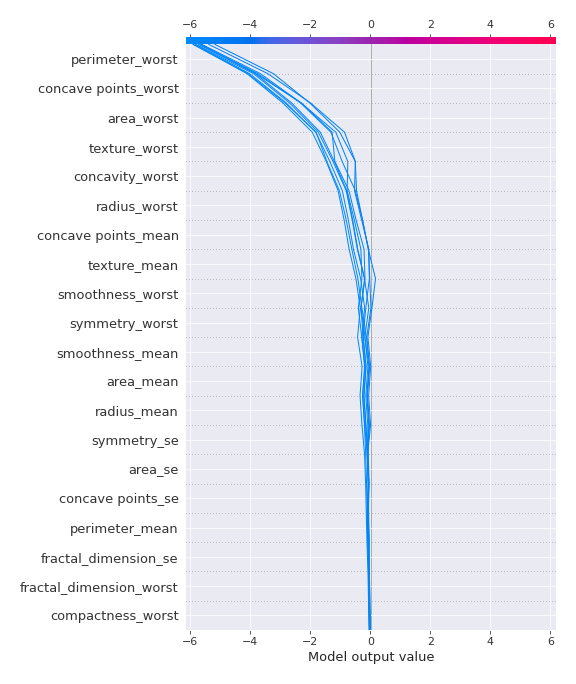 −6 −4 −2 0 2 4 6
perimeter_worst
concave points_worst
area_worst
texture_worst
concavity_worst
radius_worst
concave points_mean
texture_mean
smoothness_worst
symmetry_worst
smoothness_mean
area_mean
radius_mean
symmetry_se
area_se
concave points_se
perimeter_mean
fractal_dimension_se
fractal_dimension_worst
compactness_worst
−6 −4 −2 0 2 4 6
Model output value